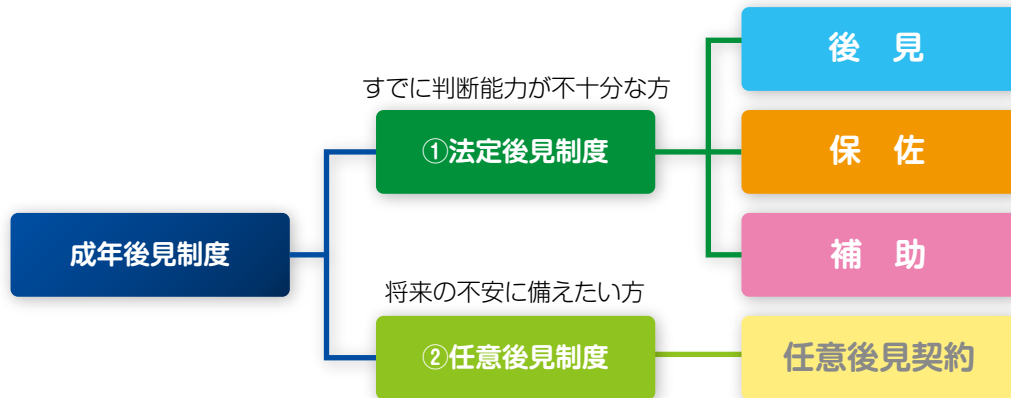 成年後見制度
すでに判断能力が不十分な方
①法定後見制度
後　見
保　佐
補　助
将来の不安に備えたい方
②任意後見制度
任意後見契約